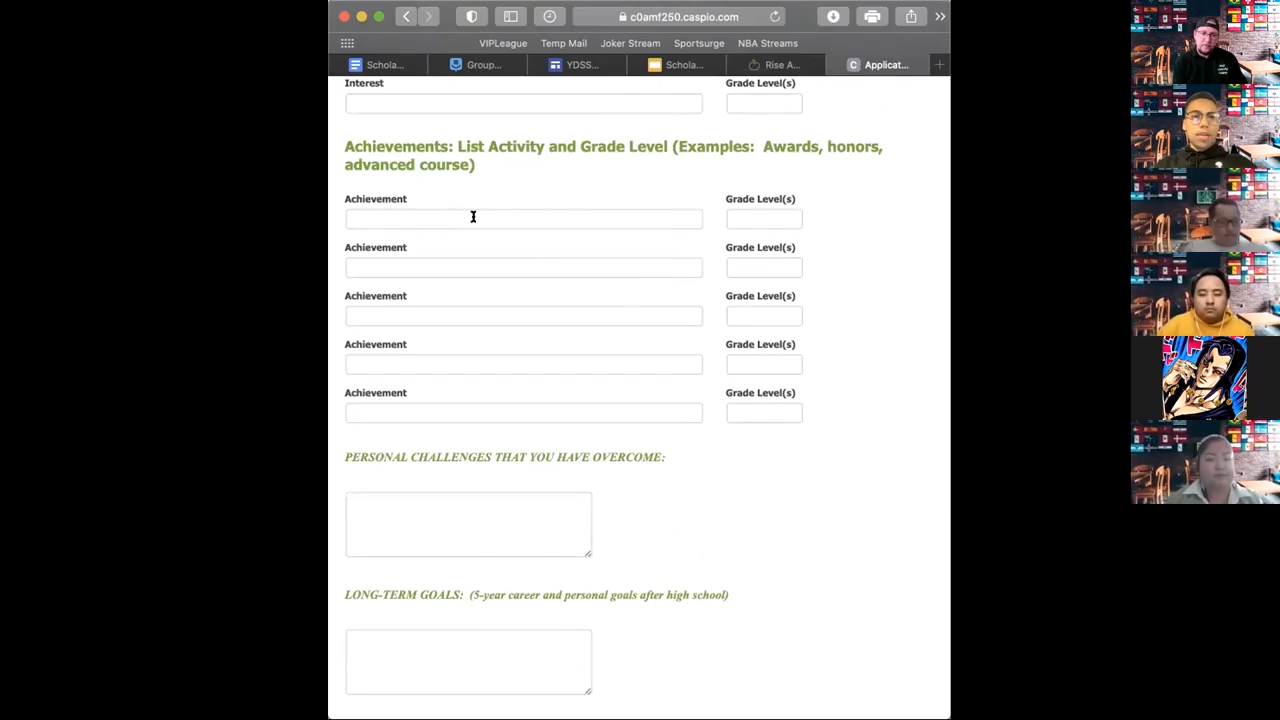 c0amf250.caspio.com
VIPLeague Temp Mail Joker Stream Sportsurge NBA Streams
Schola... Group... YDSS... Schola... Rise A... C Applicat...
Interest Grade Level(s)
Achievements: List Activity and Grade Level (Examples: Awards, honors,
advanced course)
Achievement Grade Level(s)
Achievement Grade Level(s)
Achievement Grade Level(s)
Achievement Grade Level(s)
Achievement Grade Level(s)
PERSONAL CHALLENGES THAT YOU HAVE OVERCOME:
LONG-TERM GOALS: (5-year career and personal goals after high school)